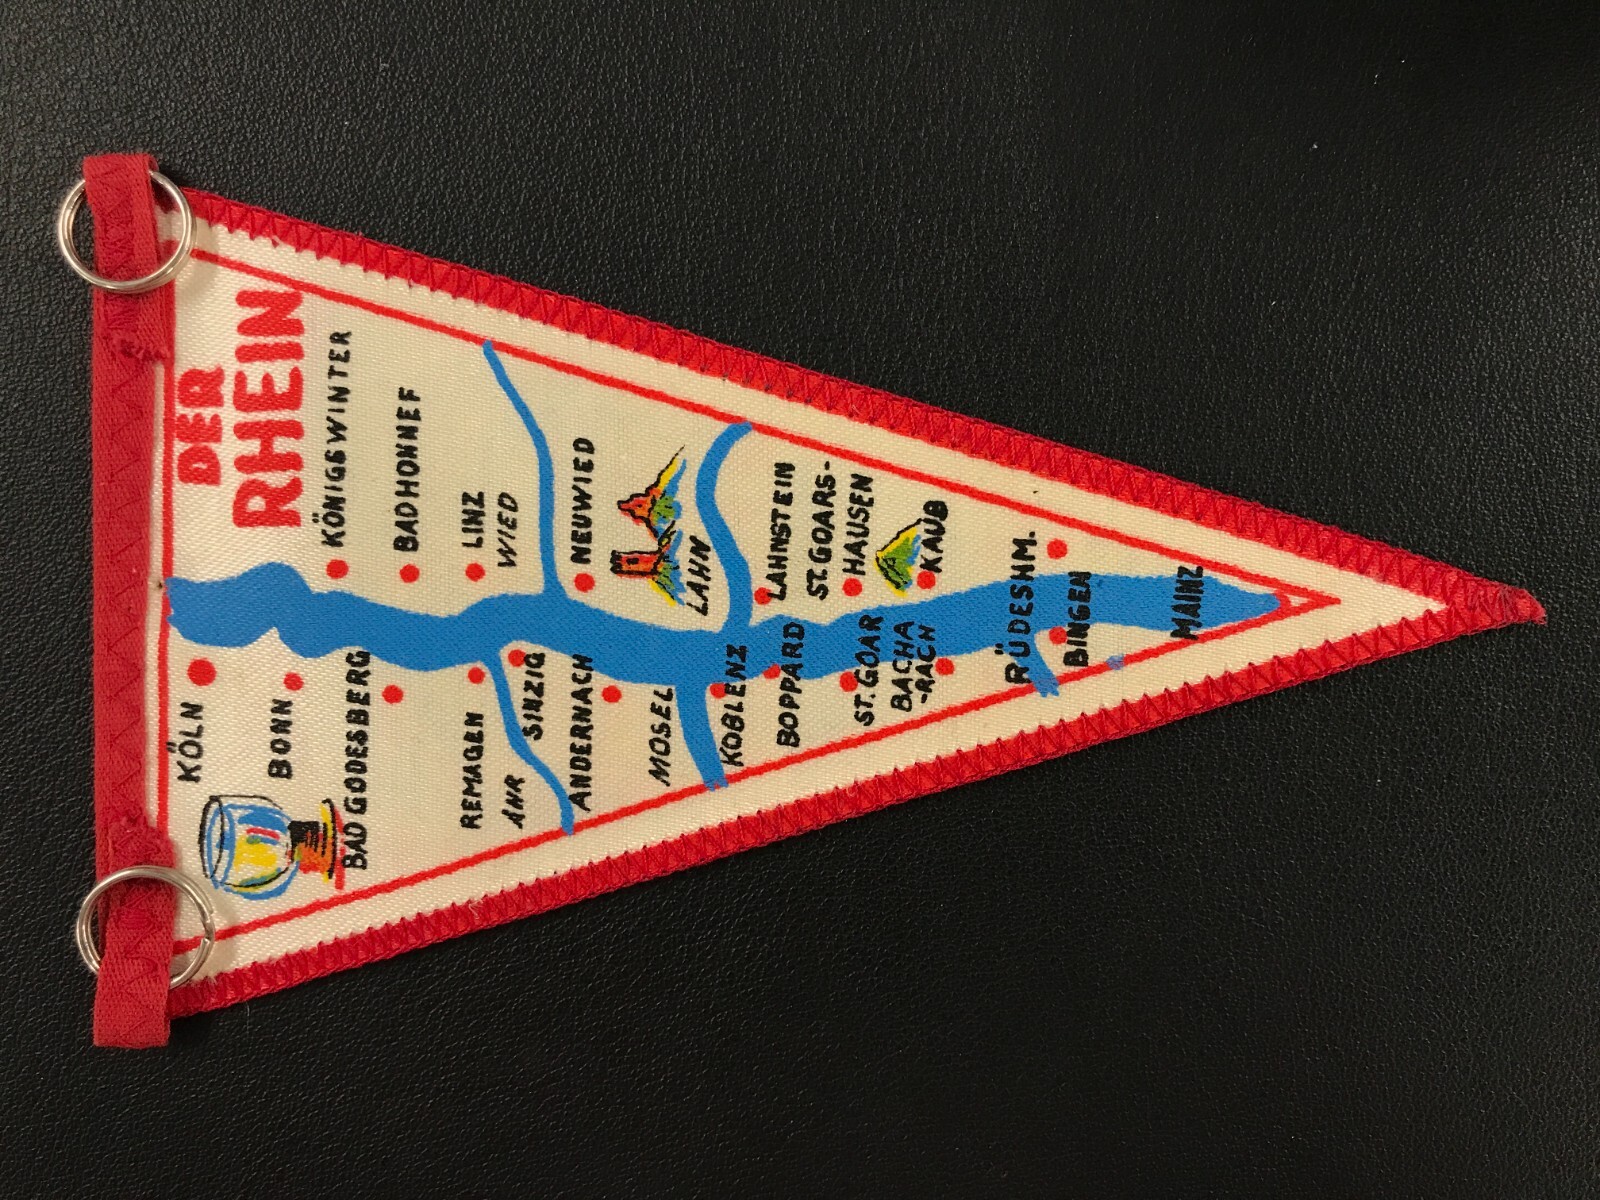 DER
RHEIN
KÖLN
KÖNIGEWINTER
BONN
BADHONNEF
BAD GODESBERG
LINZ
REMAGEN
WIED
AHR
SINZIG
NEUWIED
ANDERNACH
LAHN
MOSEL
KOBLENZ
LAHNSTEIN
BOPPARD
ST.GOARS-
HAUSEN
ST.GOAR
KAUB
BACHA
-RACH
RÜDESHM.
BINGEN
MAINZ